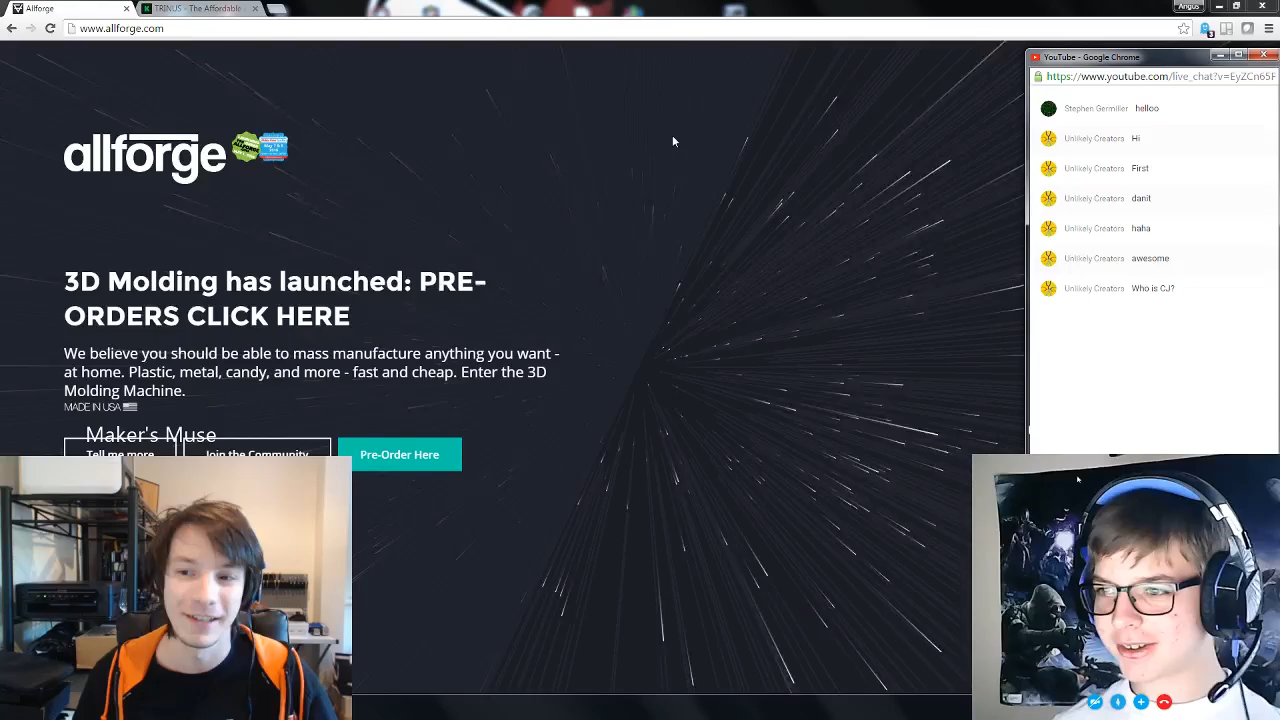 Allforge
TRINUS - The Affordable
Angus
www.allforge.com
YouTube - Google Chrome
https://www.youtube.com/live_chat?v=EyZCn65F
Stephen Germiller helloo
Unlikely Creators Hi
Unlikely Creators First
Unlikely Creators danit
Unlikely Creators haha
Unlikely Creators awesome
Unlikely Creators Who is CJ?
allforge
3D Molding has launched: PRE-
ORDERS CLICK HERE
We believe you should be able to mass manufacture anything you want -
at home. Plastic, metal, candy, and more - fast and cheap. Enter the 3D
Molding Machine.
MADE IN USA
Maker's Muse
Tell me more
Join the Community
Pre-Order Here